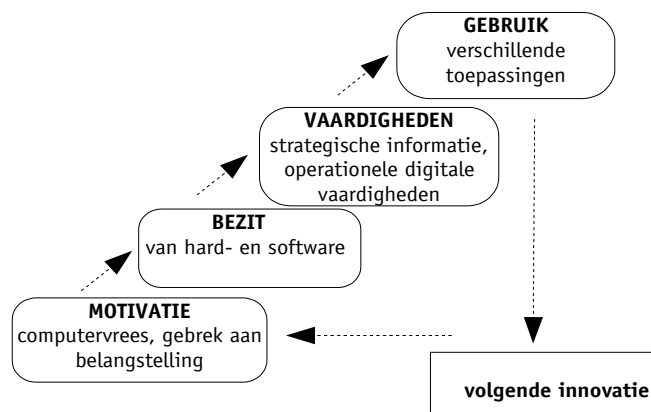 GEBRUIK
verschillende
toepassingen
VAARDIGHEDEN
strategische informatie,
operationele digitale
vaardigheden
BEZIT
van hard- en software
MOTIVATIE
computervrees, gebrek aan
belangstelling
volgende innovatie